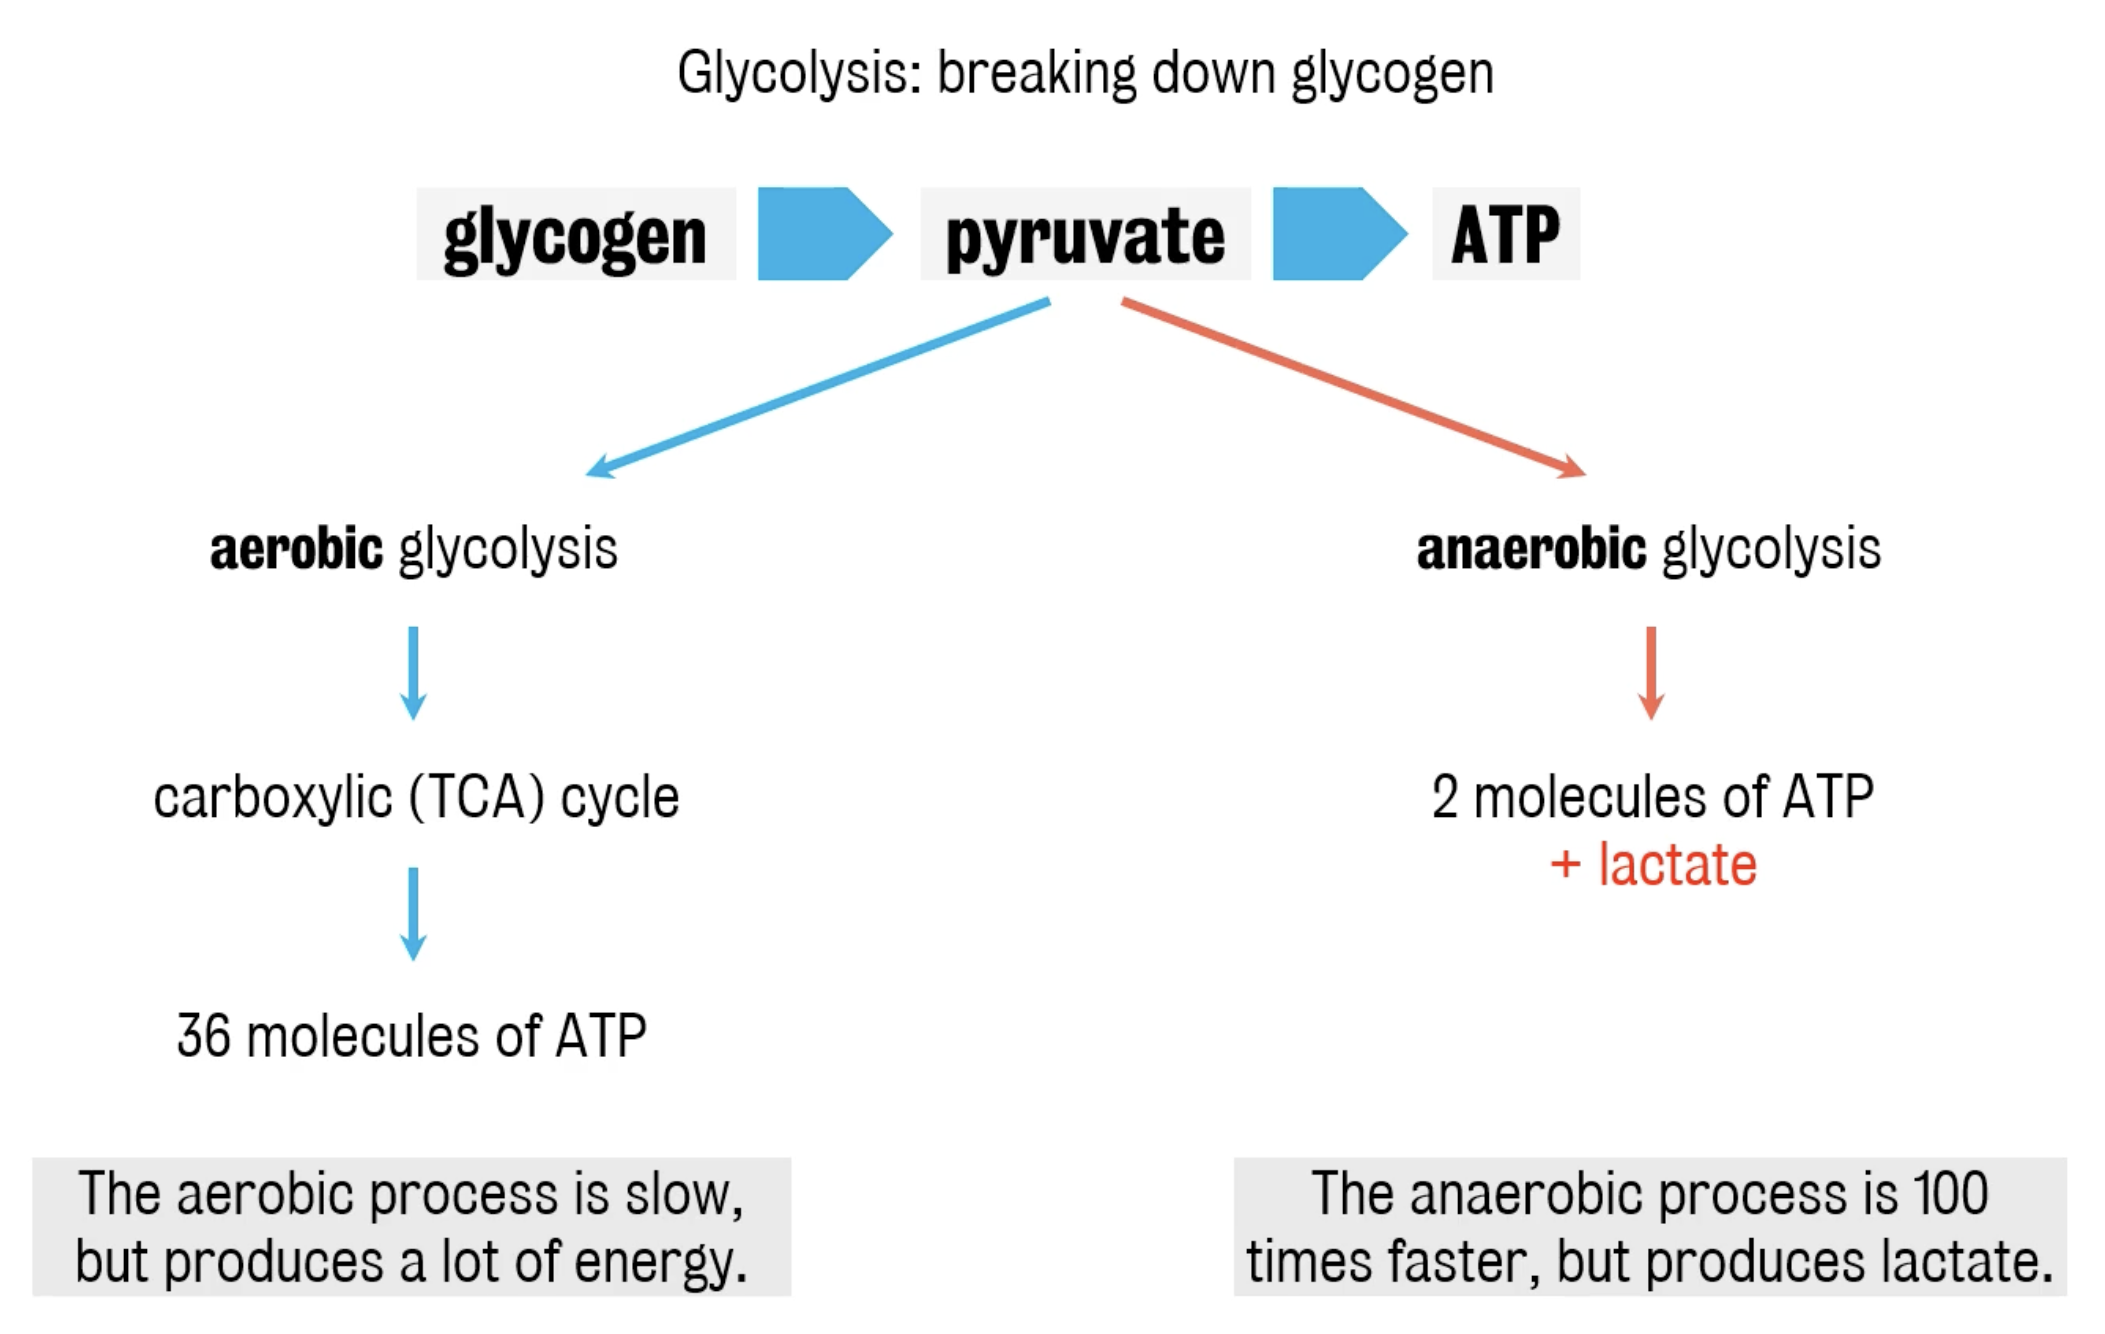 Glycolysis: breaking down glycogen
glycogen pyruvate ATP
aerobic glycolysis
anaerobic glycolysis
carboxylic (TCA) cycle
2 molecules of ATP
+ lactate
36 molecules of ATP
The aerobic process is slow,
but produces a lot of energy.
The anaerobic process is 100
times faster, but produces lactate.